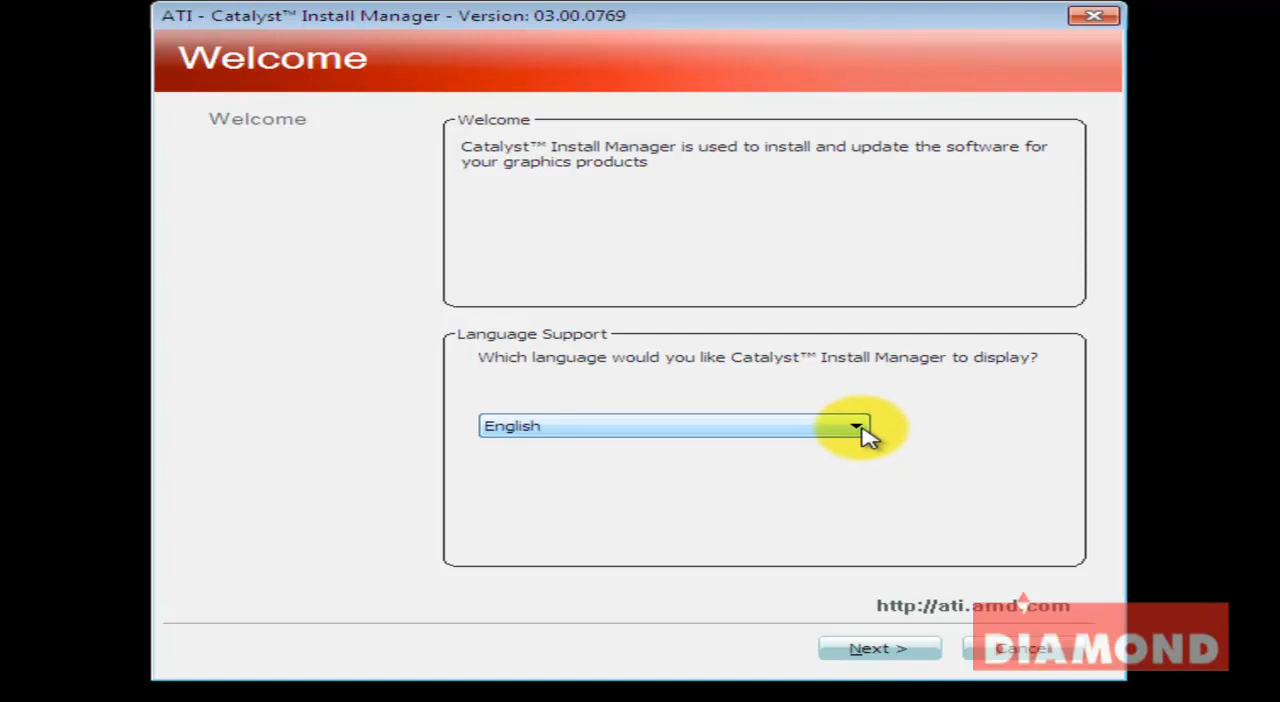 ATI - Catalyst™ Install Manager - Version: 03.00.0769
Welcome
Welcome
Welcome
Catalyst™ Install Manager is used to install and update the software for
your graphics products
Language Support
Which language would you like Catalyst™ Install Manager to display?
English
http://ati.amd.com
Next >
Cancel
DIAMOND